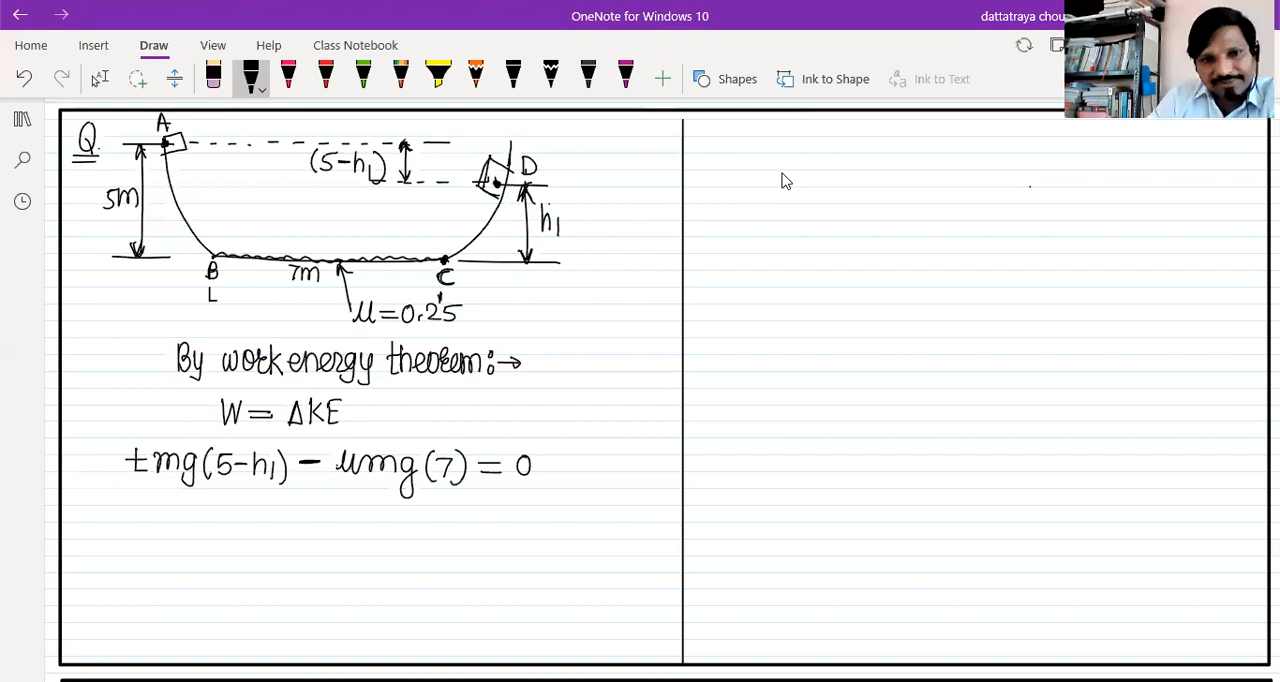 OneNote for Windows 10
dattatraya chou
Home Insert Draw View Help Class Notebook
Shapes Ink to Shape Ink to Text
Q.
A
(5-h₁)
D
5m
h₁
B 7m C
L
μ=0.25
By work energy theorem:→
W = ΔKE
+mg(5-h₁) - μmg(7) = 0